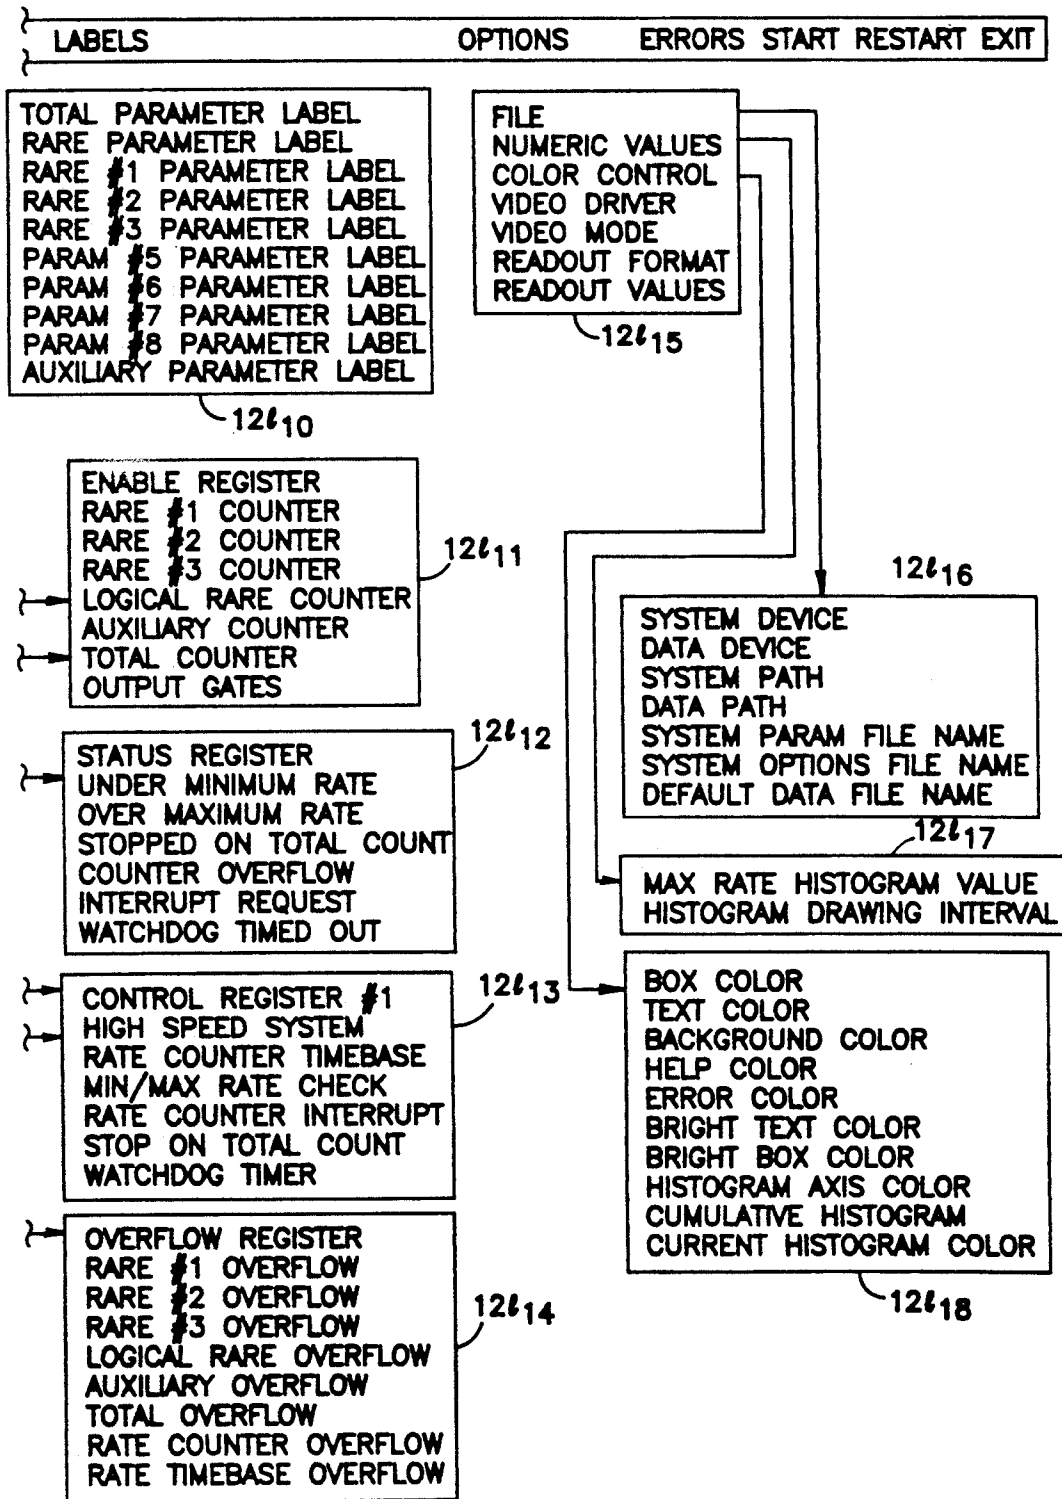 LABELS OPTIONS ERRORS START RESTART EXIT
TOTAL PARAMETER LABEL
RARE PARAMETER LABEL
RARE #1 PARAMETER LABEL
RARE #2 PARAMETER LABEL
RARE #3 PARAMETER LABEL
PARAM #5 PARAMETER LABEL
PARAM #6 PARAMETER LABEL
PARAM #7 PARAMETER LABEL
PARAM #8 PARAMETER LABEL
AUXILIARY PARAMETER LABEL
12ℓ10
FILE
NUMERIC VALUES
COLOR CONTROL
VIDEO DRIVER
VIDEO MODE
READOUT FORMAT
READOUT VALUES
12ℓ15
ENABLE REGISTER
RARE #1 COUNTER
RARE #2 COUNTER
RARE #3 COUNTER
LOGICAL RARE COUNTER
AUXILIARY COUNTER
TOTAL COUNTER
OUTPUT GATES
12ℓ11
STATUS REGISTER
UNDER MINIMUM RATE
OVER MAXIMUM RATE
STOPPED ON TOTAL COUNT
COUNTER OVERFLOW
INTERRUPT REQUEST
WATCHDOG TIMED OUT
12ℓ12
CONTROL REGISTER #1
HIGH SPEED SYSTEM
RATE COUNTER TIMEBASE
MIN/MAX RATE CHECK
RATE COUNTER INTERRUPT
STOP ON TOTAL COUNT
WATCHDOG TIMER
12ℓ13
OVERFLOW REGISTER
RARE #1 OVERFLOW
RARE #2 OVERFLOW
RARE #3 OVERFLOW
LOGICAL RARE OVERFLOW
AUXILIARY OVERFLOW
TOTAL OVERFLOW
RATE COUNTER OVERFLOW
RATE TIMEBASE OVERFLOW
12ℓ14
12ℓ16
SYSTEM DEVICE
DATA DEVICE
SYSTEM PATH
DATA PATH
SYSTEM PARAM FILE NAME
SYSTEM OPTIONS FILE NAME
DEFAULT DATA FILE NAME
12ℓ17
MAX RATE HISTOGRAM VALUE
HISTOGRAM DRAWING INTERVAL
BOX COLOR
TEXT COLOR
BACKGROUND COLOR
HELP COLOR
ERROR COLOR
BRIGHT TEXT COLOR
BRIGHT BOX COLOR
HISTOGRAM AXIS COLOR
CUMULATIVE HISTOGRAM
CURRENT HISTOGRAM COLOR
12ℓ18